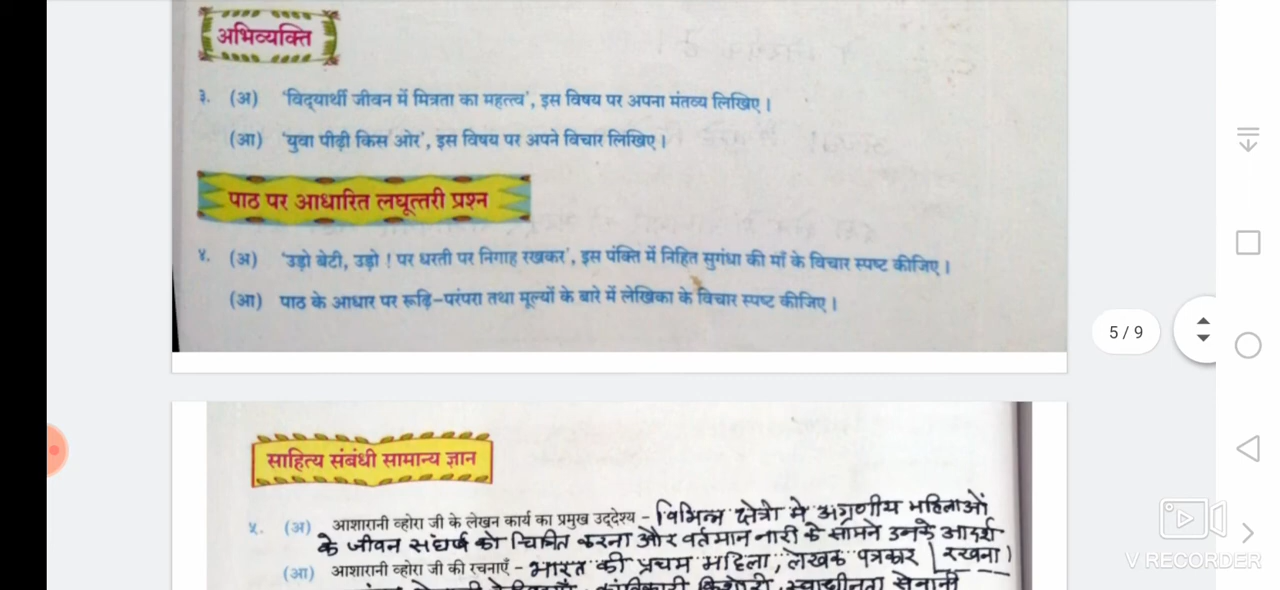 अभिव्यक्ति
३. (अ) 'विद्यार्थी जीवन में मित्रता का महत्त्व', इस विषय पर अपना मंतव्य लिखिए।
(आ) 'युवा पीढ़ी किस ओर', इस विषय पर अपने विचार लिखिए।
पाठ पर आधारित लघूत्तरी प्रश्न
४. (अ) 'उड़ो बेटी, उड़ो ! पर धरती पर निगाह रखकर', इस पंक्ति में निहित सुगंधा की माँ के विचार स्पष्ट कीजिए।
(आ) पाठ के आधार पर रूढ़ि-परंपरा तथा मूल्यों के बारे में लेखिका के विचार स्पष्ट कीजिए।
5 / 9
साहित्य संबंधी सामान्य ज्ञान
५. (अ) आशारानी व्होरा जी के लेखन कार्य का प्रमुख उद्देश्य - विभिन्न क्षेत्रो मे अग्रणीय महिलाओं
के जीवन संघर्ष को चित्रित करना और वर्तमान नारी के सामने उनके आदर्श
रखना)
(आ) आशारानी व्होरा जी की रचनाएँ - भारत की प्रथम महिला, लेखक पत्रकार
क्रांतिकारी किशोरी, स्वाधीनता सेनानी
V RECORDER